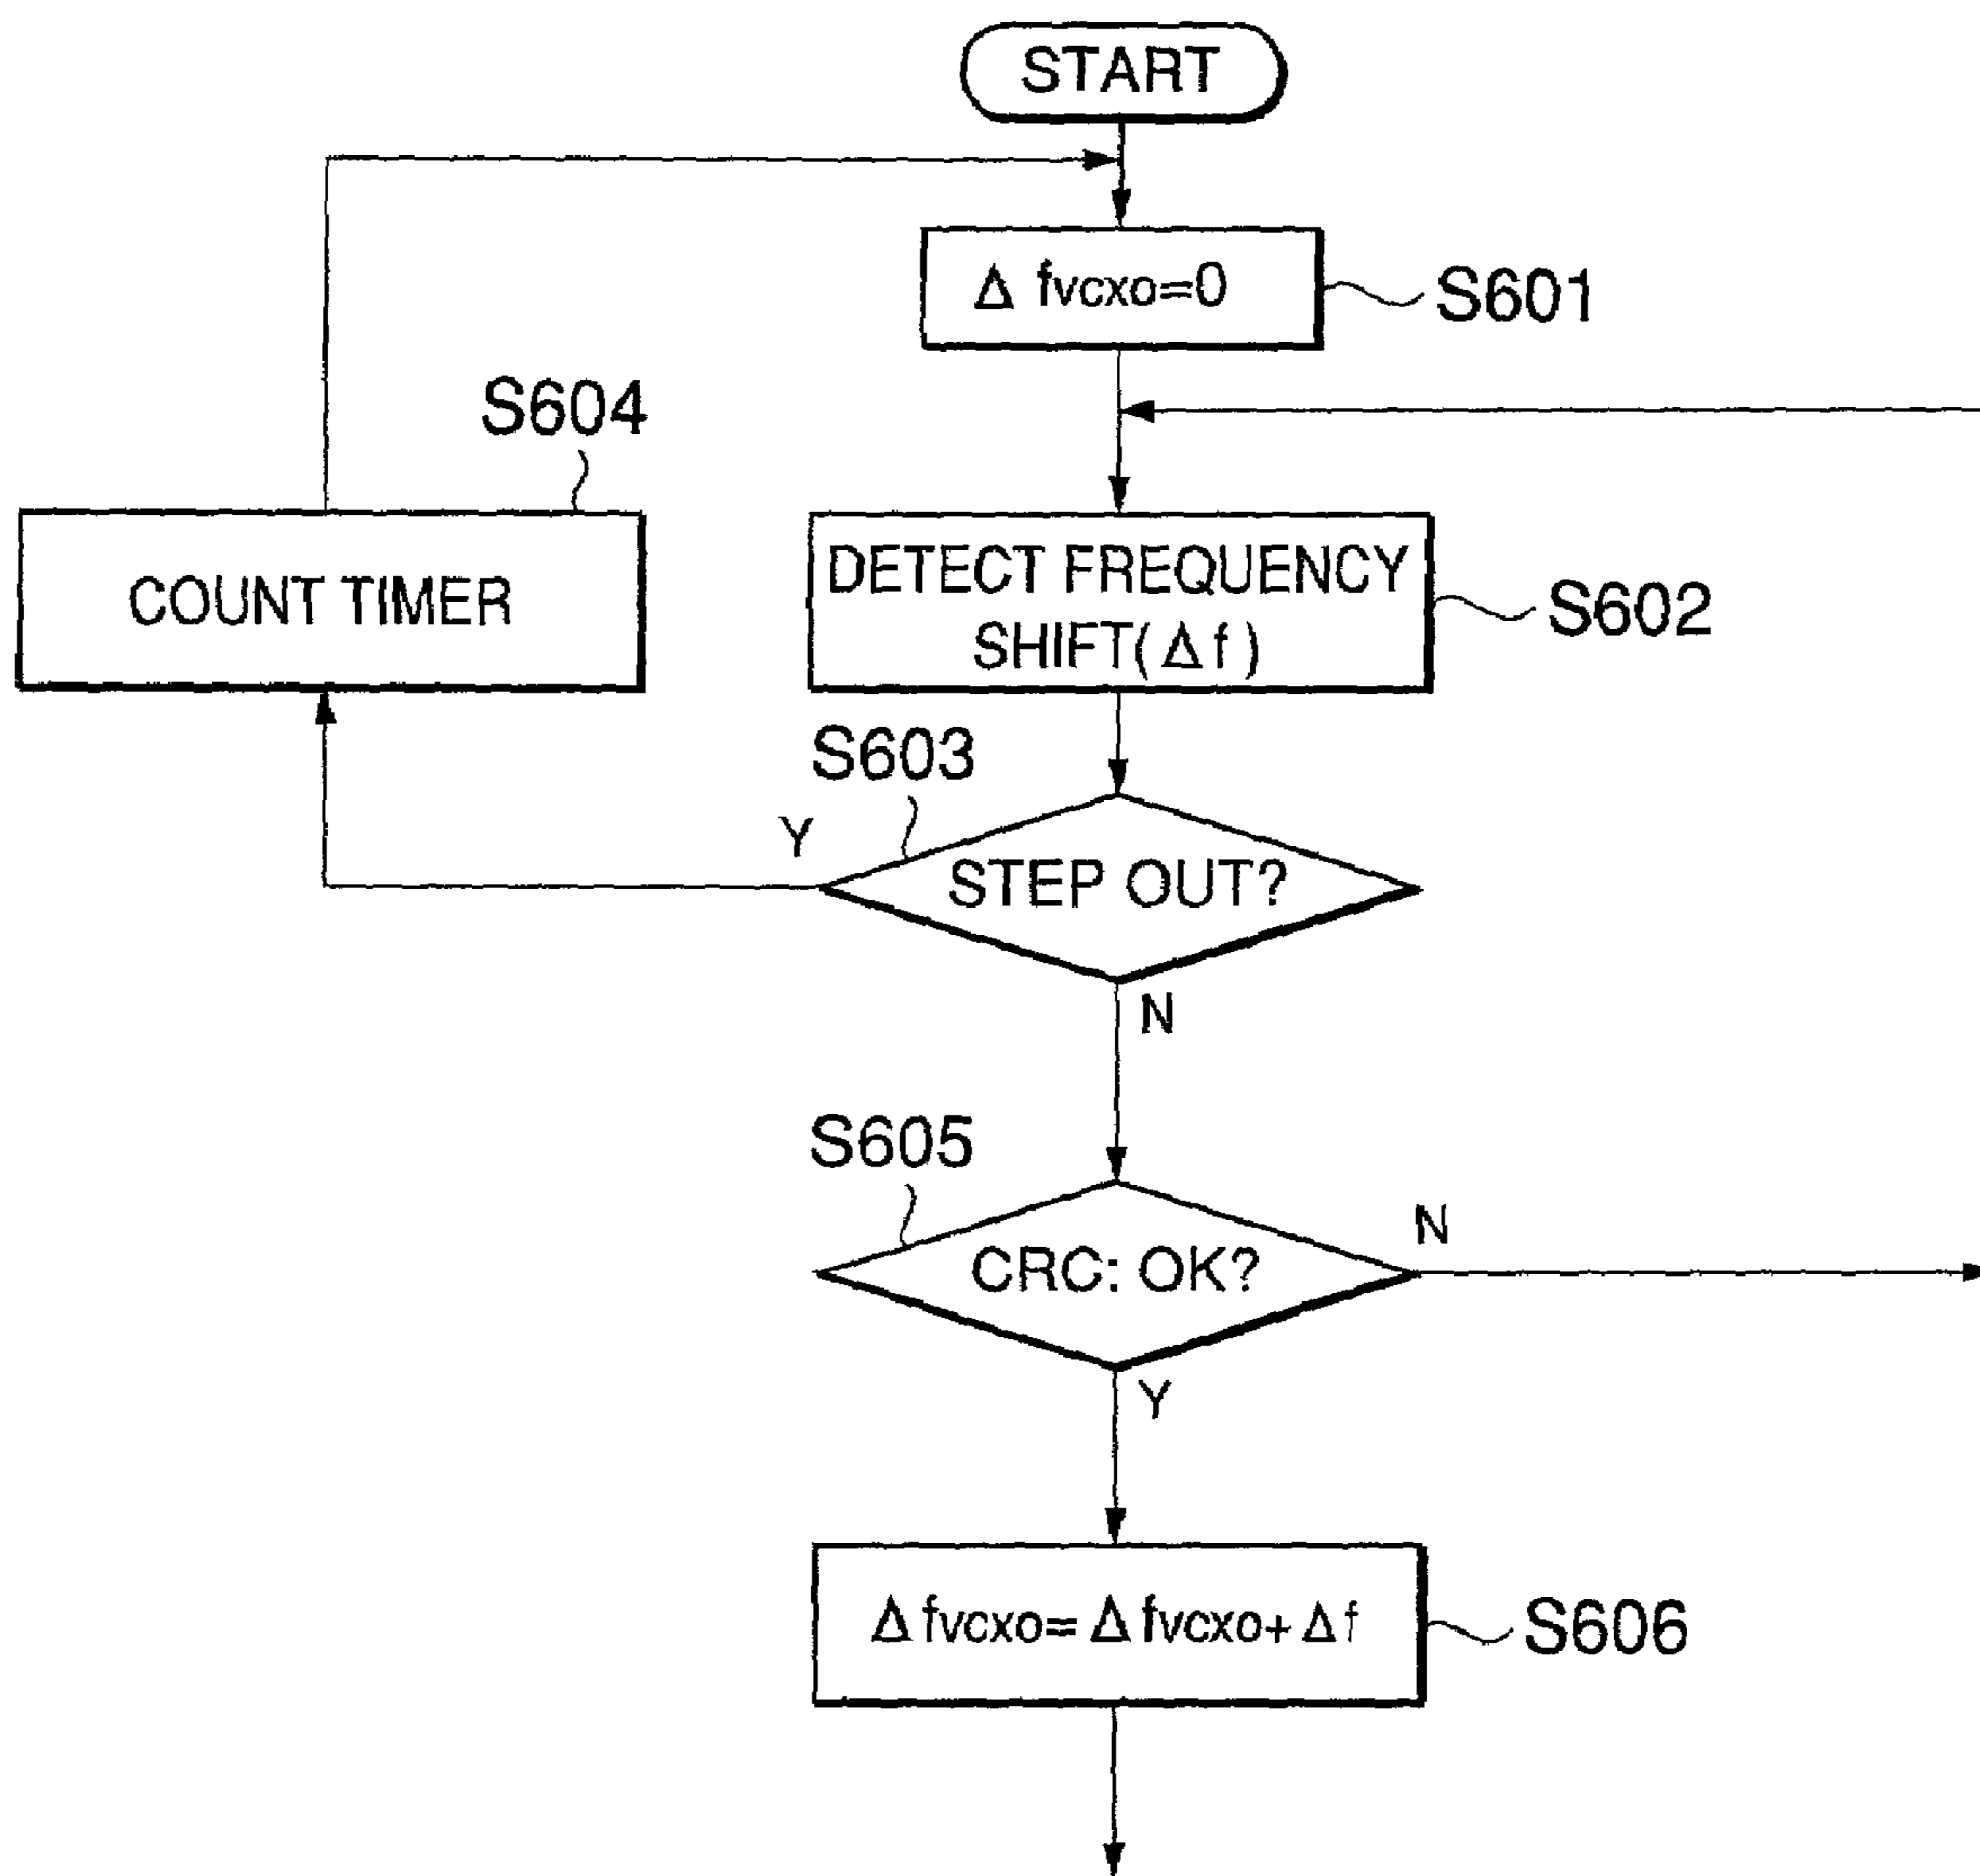 START
Δ fvcxo=0
S601
S604
COUNT TIMER
DETECT FREQUENCY
SHIFT(Δf)
S602
S603
Y
STEP OUT?
N
S605
CRC: OK?
N
Y
Δfvcxo=Δfvcxo+Δf
S606